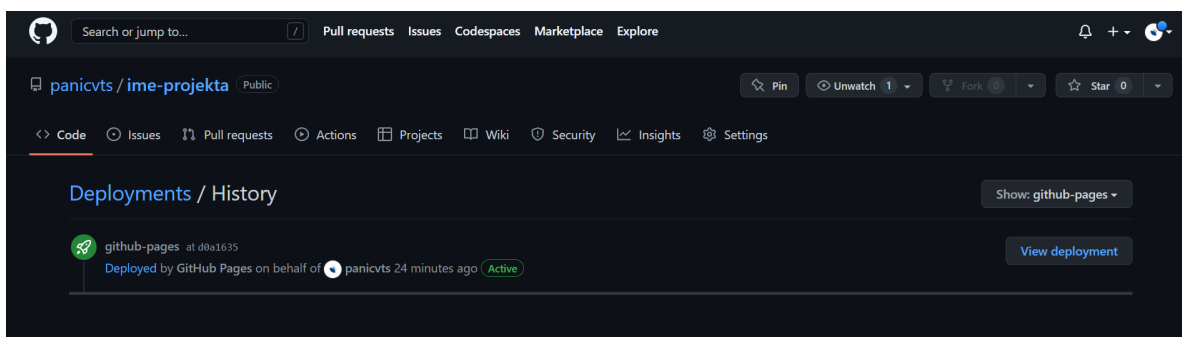 Search or jump to... / Pull requests Issues Codespaces Marketplace Explore
panicvts / ime-projekta Public Pin Unwatch 1 Fork 0 Star 0
Code Issues Pull requests Actions Projects Wiki Security Insights Settings
Deployments / History Show: github-pages
github-pages at d0a1635 View deployment
Deployed by GitHub Pages on behalf of panicvts 24 minutes ago Active